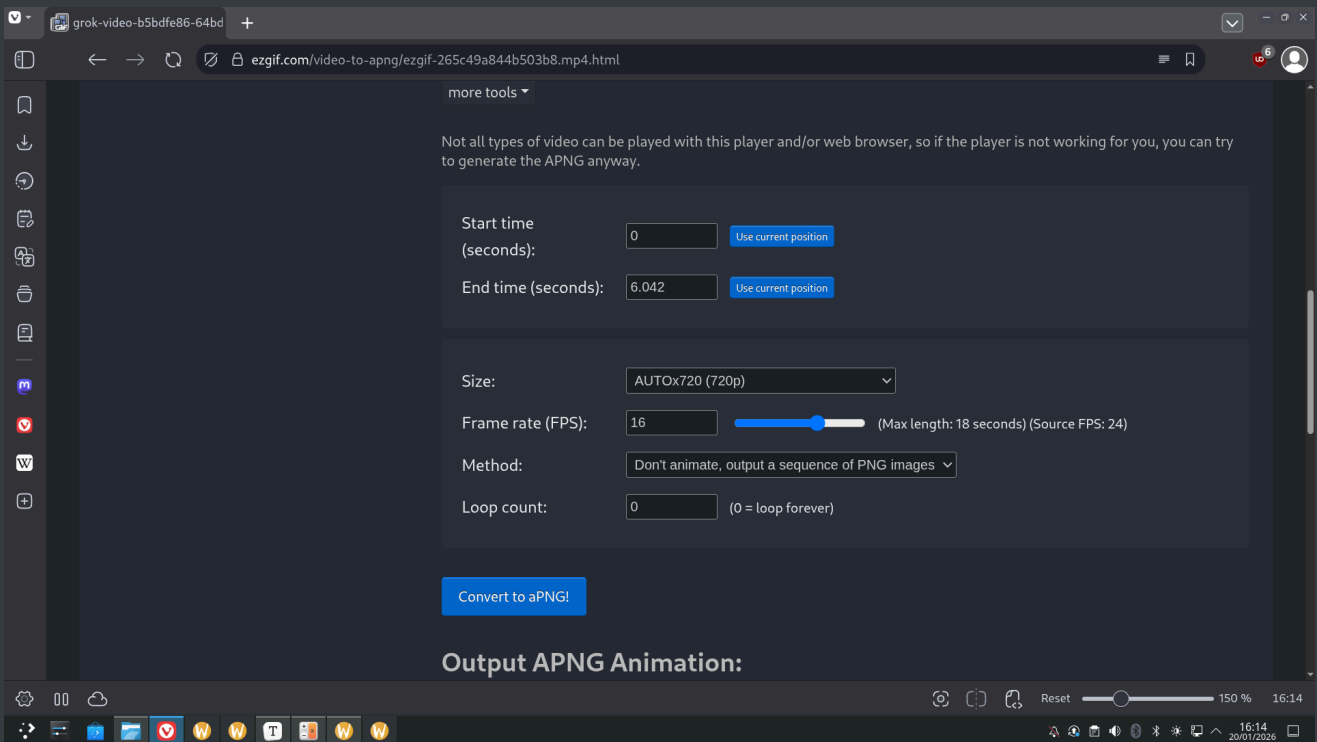 grok-video-b5bdfe86-64bd
ezgif.com/video-to-apng/ezgif-265c49a844b503b8.mp4.html
6
more tools
Not all types of video can be played with this player and/or web browser, so if the player is not working for you, you can try
to generate the APNG anyway.
Start time
(seconds):
0
Use current position
End time (seconds):
6.042
Use current position
Size:
AUTOx720 (720p)
Frame rate (FPS):
16
(Max length: 18 seconds) (Source FPS: 24)
Method:
Don't animate, output a sequence of PNG images
Loop count:
0
(0 = loop forever)
Convert to aPNG!
Output APNG Animation:
Reset
150 %
16:14
16:14
20/01/2026